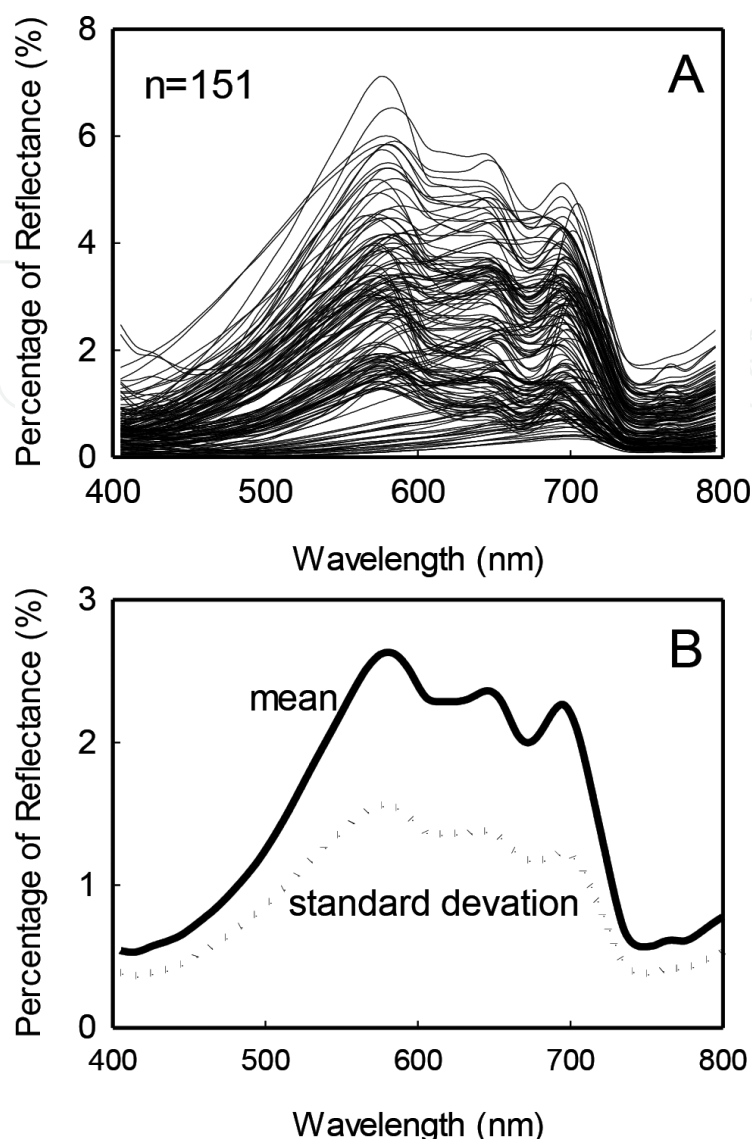 Percentage of Reflectance (%)
8
6
4
2
0
n=151
A
400 500 600 700 800
Wavelength (nm)
Percentage of Reflectance (%)
3
2
1
0
B
mean
standard devation
400 500 600 700 800
Wavelength (nm)